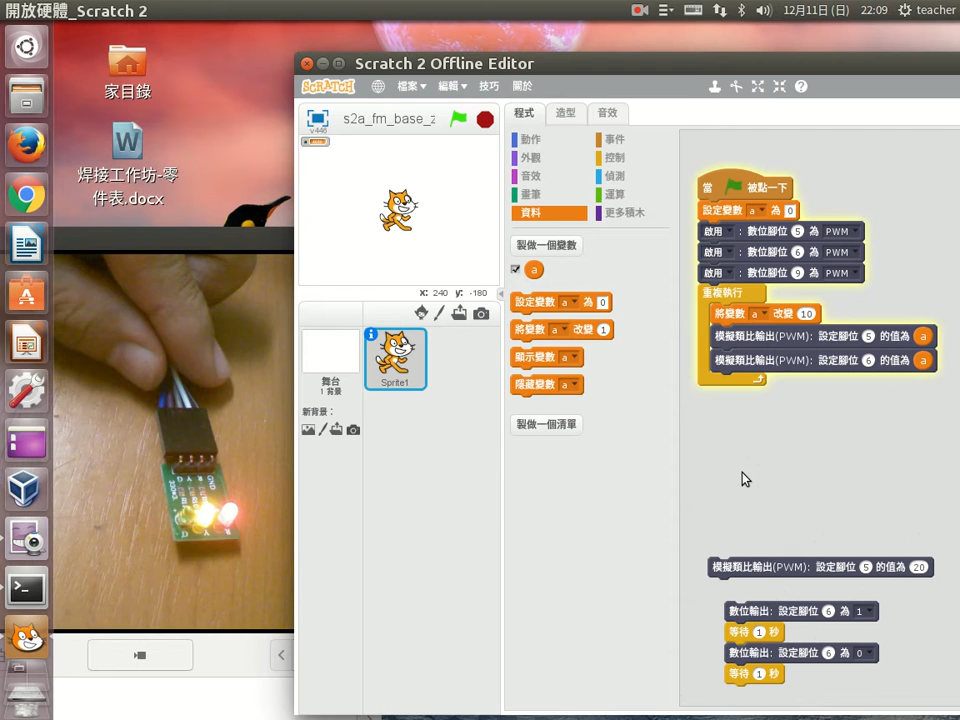 開放硬體_Scratch 2
12月11日 (日) 22:09 teacher
家目錄
焊接工作坊-零
件表.docx
Scratch 2 Offline Editor
SCRATCH 檔案 編輯 技巧 關於
v446
s2a_fm_base_z
x: 240 y: -180
Sprite1
舞台
1 背景
新背景：
程式 造型 音效
動作 事件
外觀 控制
音效 偵測
畫筆 運算
資料 更多積木
製做一個變數
a
設定變數 a 為 0
將變數 a 改變 1
顯示變數 a
隱藏變數 a
製做一個清單
當 被點一下
設定變數 a 為 0
啟用 : 數位腳位 5 為 PWM
啟用 : 數位腳位 6 為 PWM
啟用 : 數位腳位 9 為 PWM
重複執行
將變數 a 改變 10
模擬類比輸出(PWM): 設定腳位 5 的值為 a
模擬類比輸出(PWM): 設定腳位 6 的值為 a
模擬類比輸出(PWM): 設定腳位 5 的值為 20
數位輸出: 設定腳位 6 為 1
等待 1 秒
數位輸出: 設定腳位 6 為 0
等待 1 秒
GND